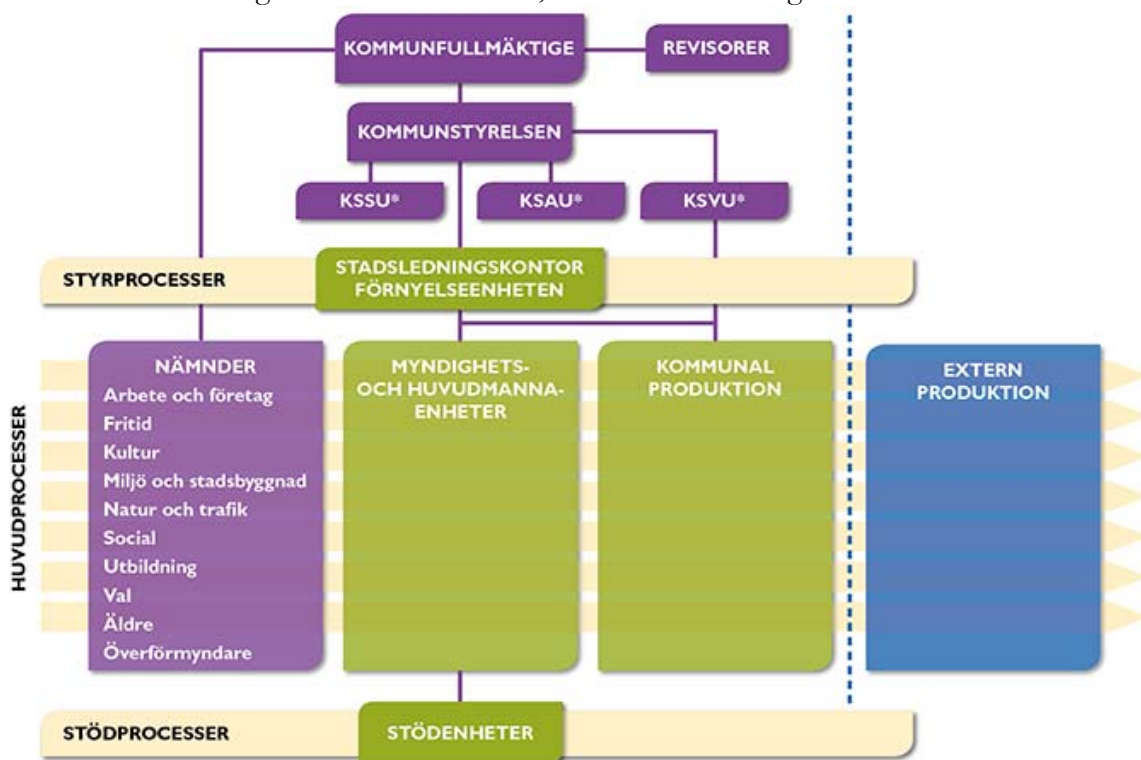 KOMMUNFULLMÄKTIGE
REVISORER
KOMMUNSTYRELSEN
KSSU*
KSAU*
KSVU*
STYRPROCESSER
STADSLEDNINGSKONTOR
FÖRNYELSEENHETEN
HUVUDPROCESSER
NÄMNDER
Arbete och företag
Fritid
Kultur
Miljö och stadsbyggnad
Natur och trafik
Social
Utbildning
Val
Äldre
Överförmyndare
MYNDIGHETS-
OCH HUVUDMANNA-
ENHETER
KOMMUNAL
PRODUKTION
EXTERN
PRODUKTION
STÖDPROCESSER
STÖDENHETER